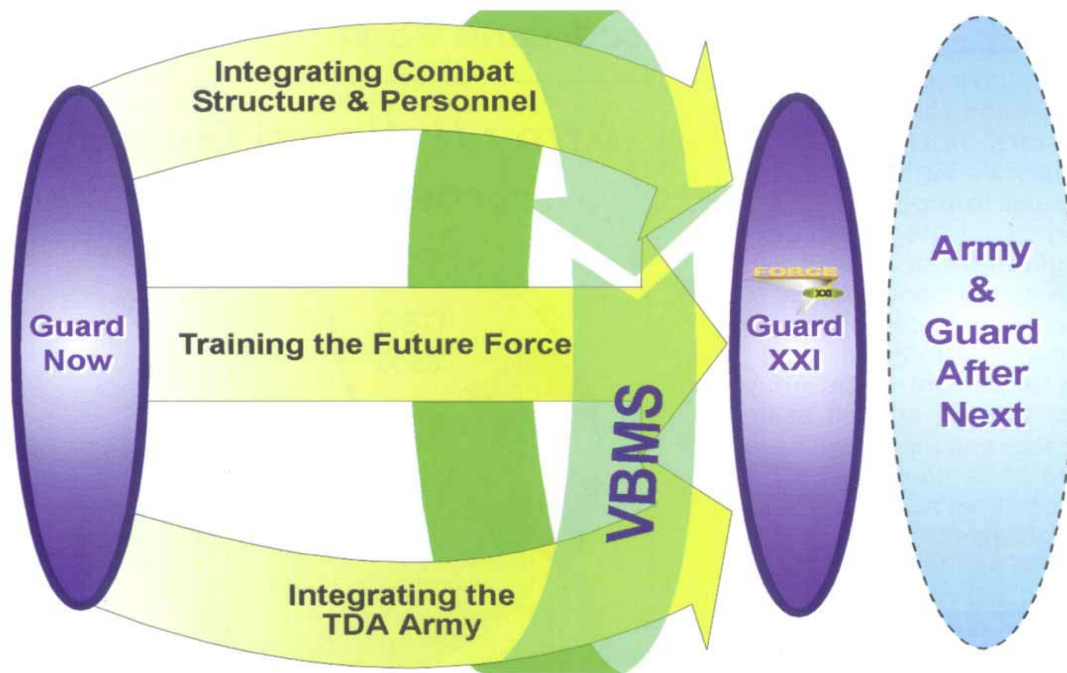 Integrating Combat
Structure & Personnel
Guard
Now
Training the Future Force
VBMS
Integrating the
TDA Army
FORCE
XXI
Guard
XXI
Army
&
Guard
After
Next